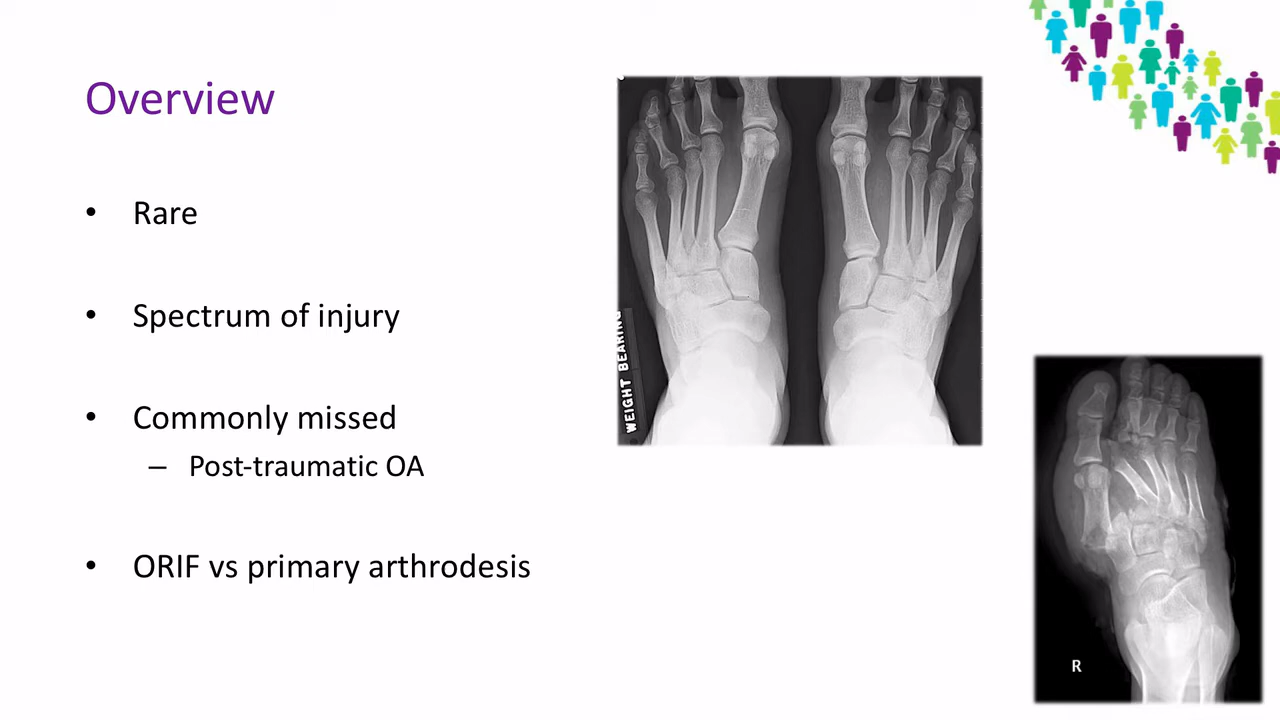 Overview
• Rare
• Spectrum of injury
• Commonly missed
– Post-traumatic OA
• ORIF vs primary arthrodesis
WEIGHT BEARING
R